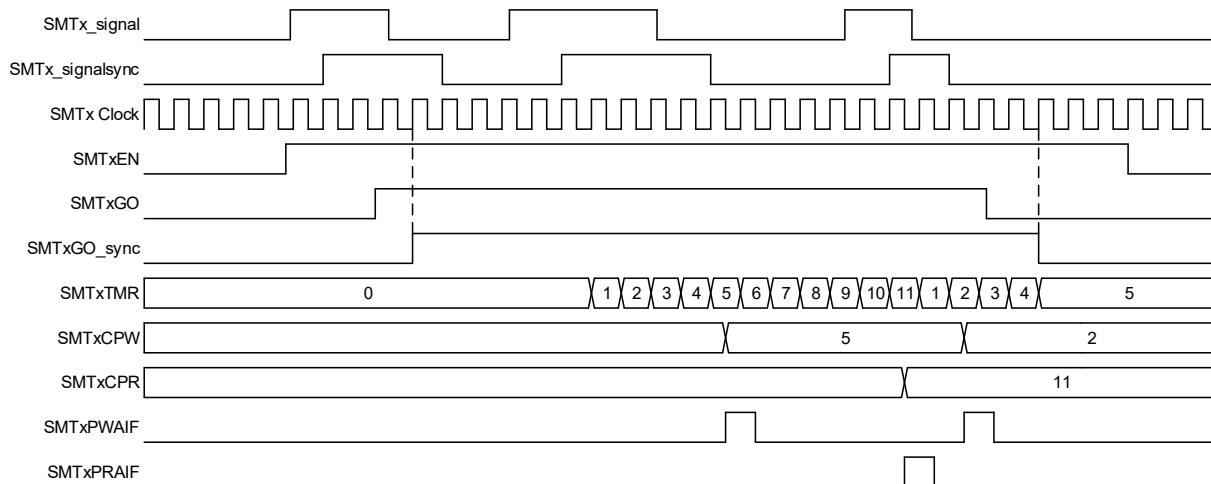 SMTx_signal
SMTx_signalsync
SMTx Clock
SMTxEN
SMTxGO
SMTxGO_sync
SMTxTMR 0 1 2 3 4 5 6 7 8 9 10 11 1 2 3 4 5
SMTxCPW 5 2
SMTxCPR 11
SMTxPWAIF
SMTxPRAIF